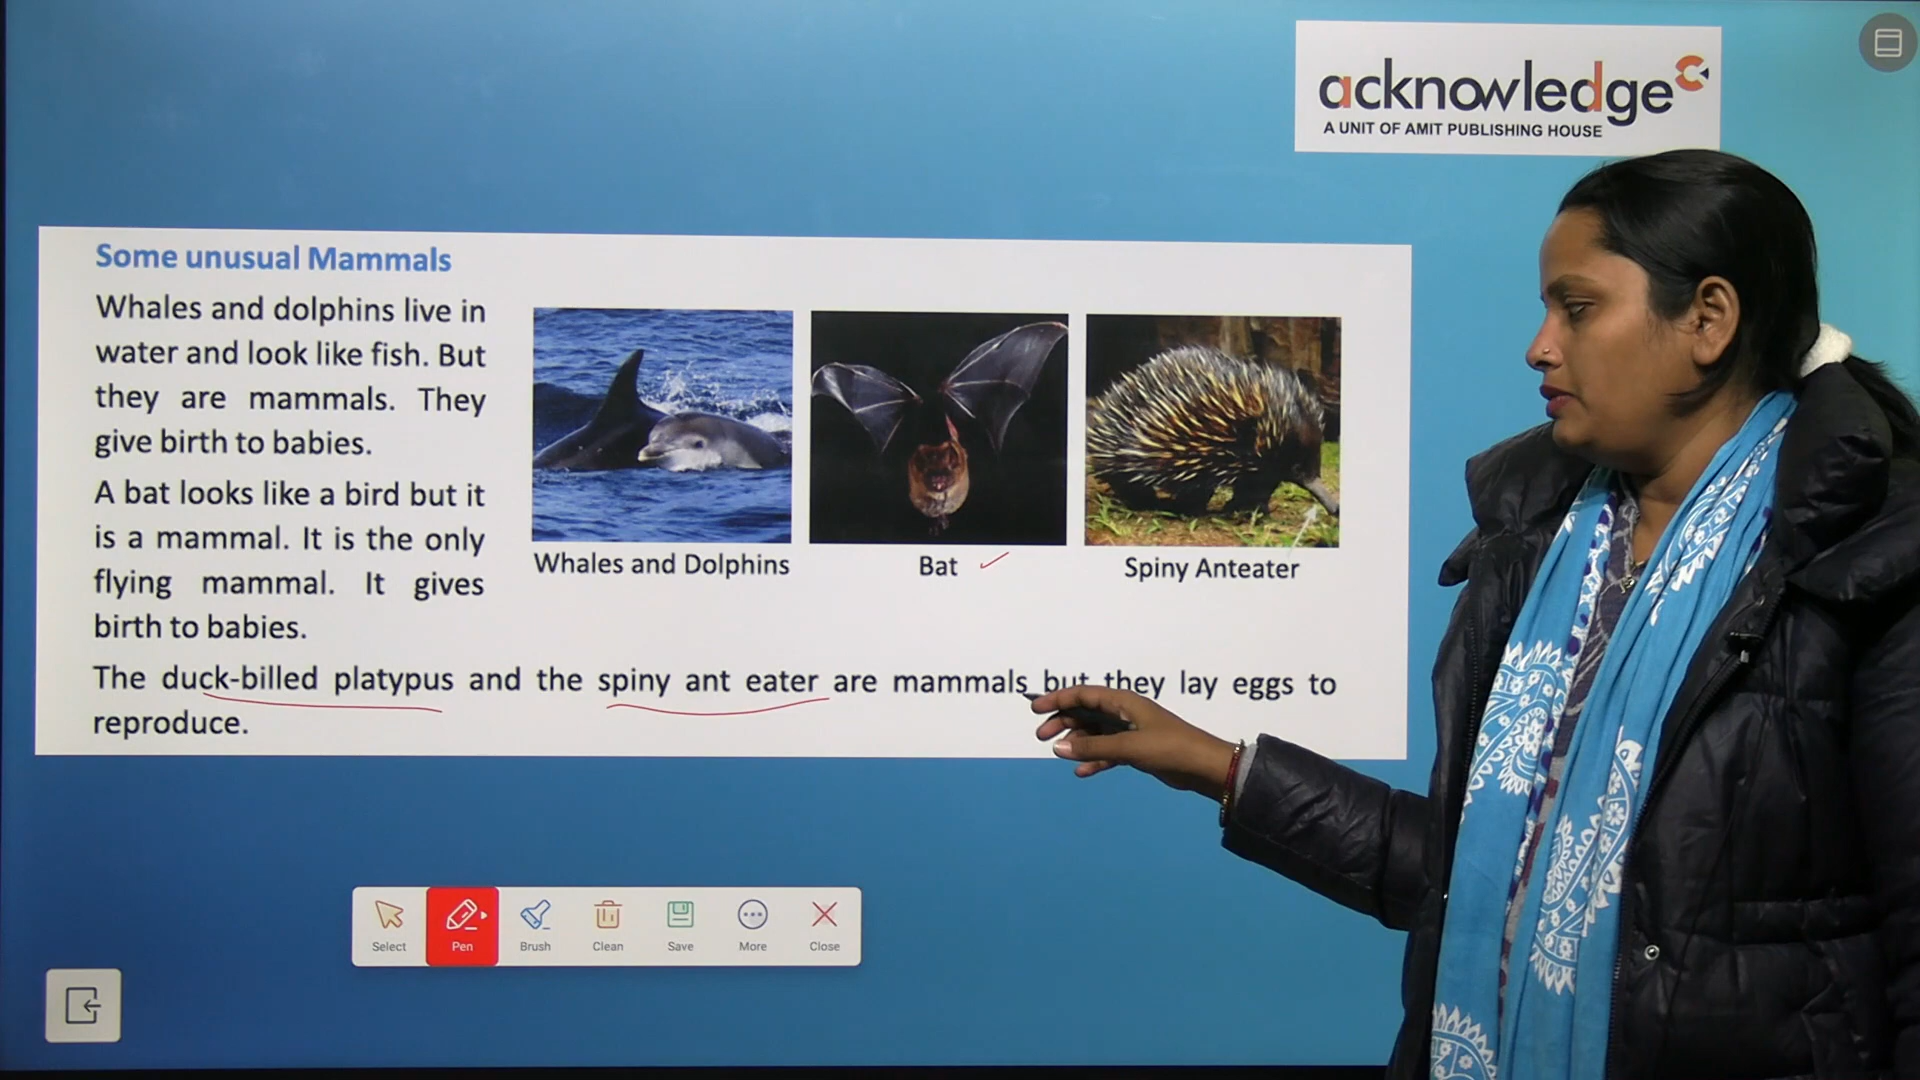 acknowledge
A UNIT OF AMIT PUBLISHING HOUSE
Some unusual Mammals
Whales and dolphins live in
water and look like fish. But
they are mammals. They
give birth to babies.
A bat looks like a bird but it
is a mammal. It is the only
flying mammal. It gives
birth to babies.
Whales and Dolphins
Bat
Spiny Anteater
The duck-billed platypus and the spiny ant eater are mammals but they lay eggs to
reproduce.
Select
Pen
Brush
Clean
Save
More
Close